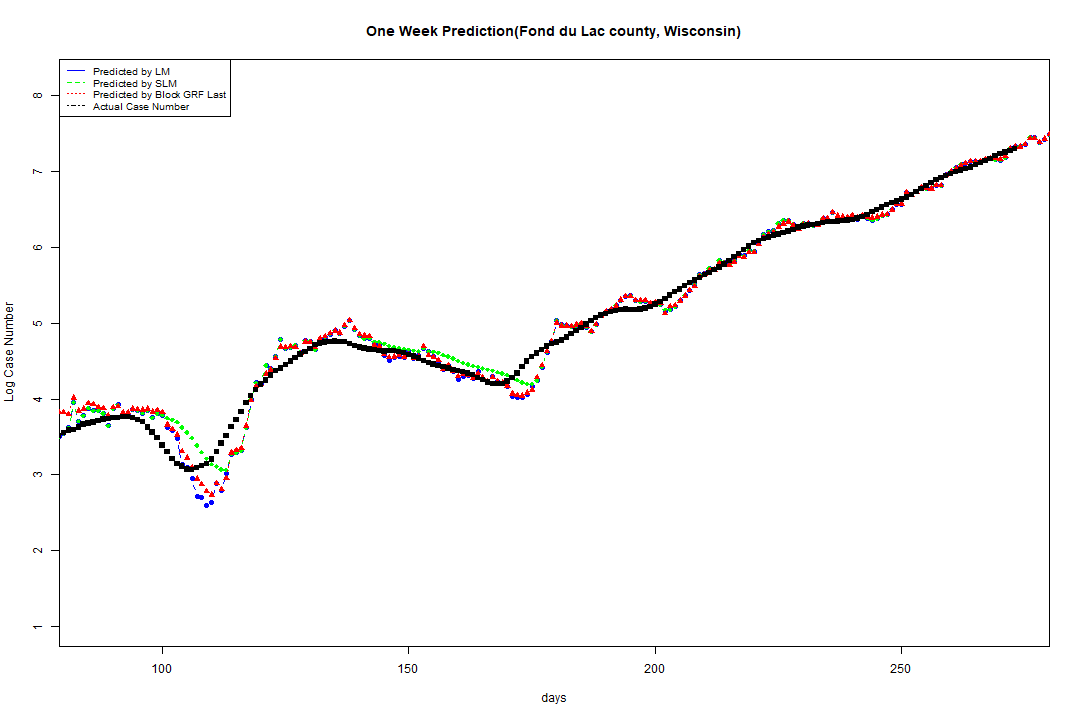 One Week Prediction(Fond du Lac county, Wisconsin)
Predicted by LM
Predicted by SLM
Predicted by Block GRF Last
Actual Case Number
8
7
6
5
4
3
2
1
Log Case Number
100 150 200 250
days